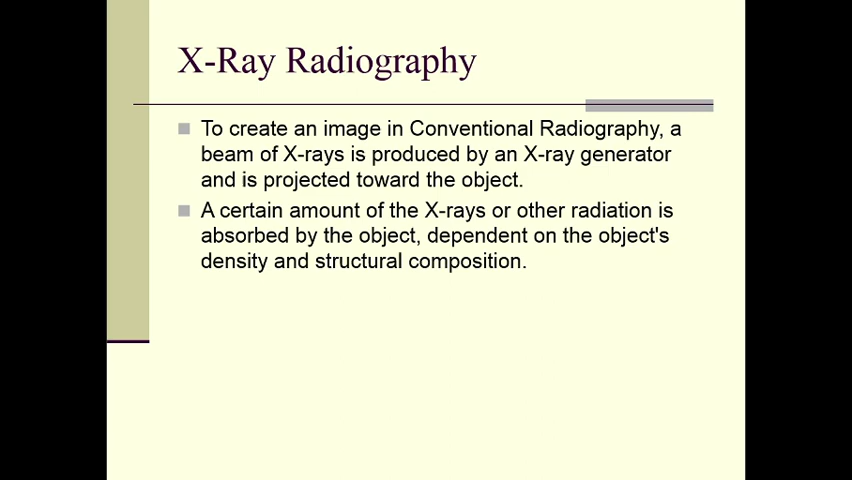 X-Ray Radiography
To create an image in Conventional Radiography, a
beam of X-rays is produced by an X-ray generator
and is projected toward the object.
A certain amount of the X-rays or other radiation is
absorbed by the object, dependent on the object's
density and structural composition.